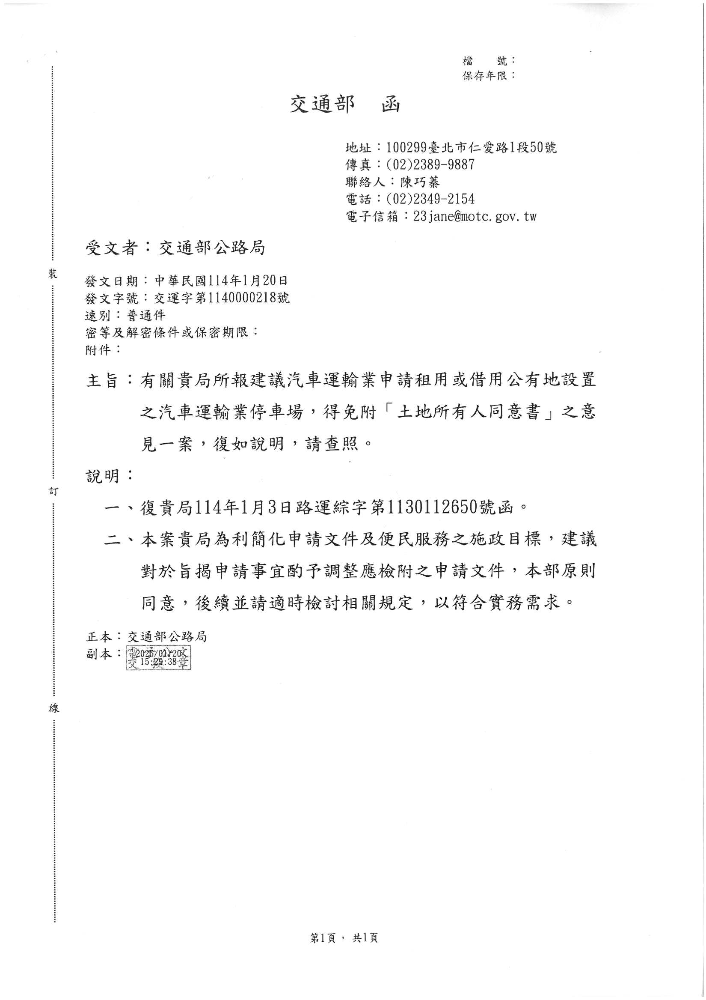 檔　　號：
保存年限：
交通部　函
地址：100299臺北市仁愛路1段50號
傳真：(02)2389-9887
聯絡人：陳巧蓁
電話：(02)2349-2154
電子信箱：23jane@motc.gov.tw
受文者：交通部公路局
發文日期：中華民國114年1月20日
發文字號：交運字第1140000218號
速別：普通件
密等及解密條件或保密期限：
附件：
主旨：有關貴局所報建議汽車運輸業申請租用或借用公有地設置
之汽車運輸業停車場，得免附「土地所有人同意書」之意
見一案，復如說明，請查照。
說明：
一、復貴局114年1月3日路運綜字第1130112650號函。
二、本案貴局為利簡化申請文件及便民服務之施政目標，建議
對於旨揭申請事宜酌予調整應檢附之申請文件，本部原則
同意，後續並請適時檢討相關規定，以符合實務需求。
正本：交通部公路局
副本：
電子公文
2025/01/20
交換章
15:29:38
裝
訂
線
第1頁，共1頁